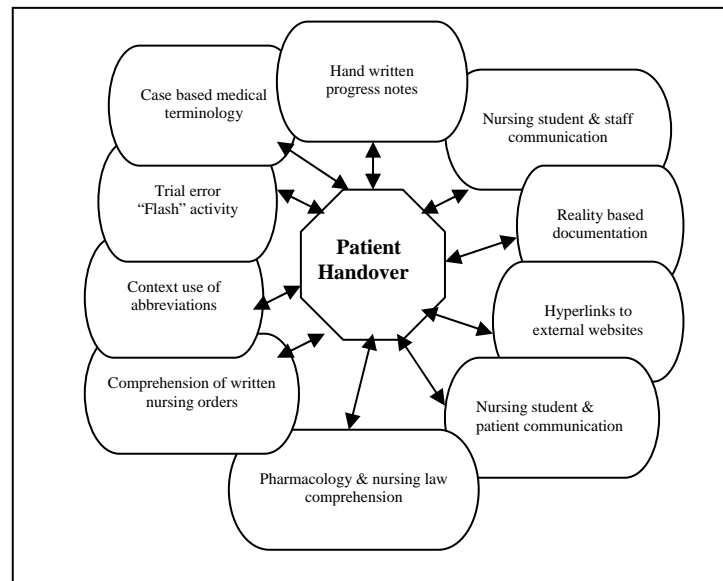 Hand written
progress notes
Case based medical
terminology
Nursing student & staff
communication
Trial error
“Flash” activity
Reality based
documentation
Patient
Handover
Context use of
abbreviations
Hyperlinks to
external websites
Comprehension of written
nursing orders
Nursing student &
patient communication
Pharmacology & nursing law
comprehension